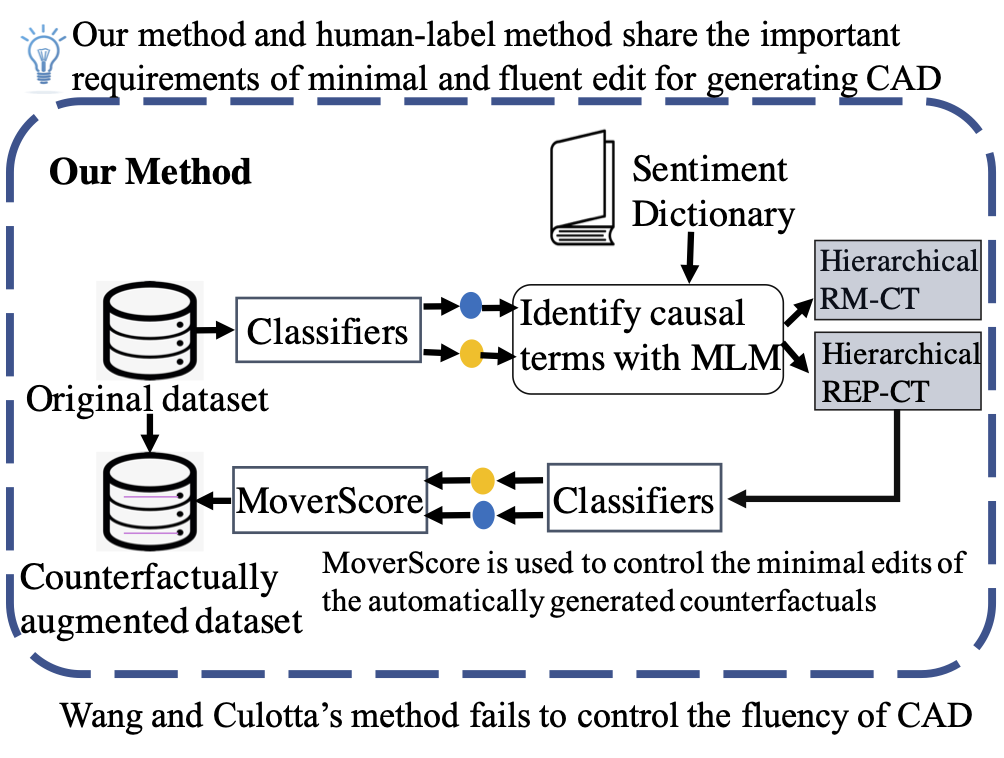 Our method and human-label method share the important
requirements of minimal and fluent edit for generating CAD
Our Method
Sentiment
Dictionary
Hierarchical
RM-CT
Classifiers
Identify causal
terms with MLM
Hierarchical
REP-CT
Original dataset
MoverScore
Classifiers
MoverScore is used to control the minimal edits of
the automatically generated counterfactuals
Counterfactually
augmented dataset
Wang and Culotta's method fails to control the fluency of CAD